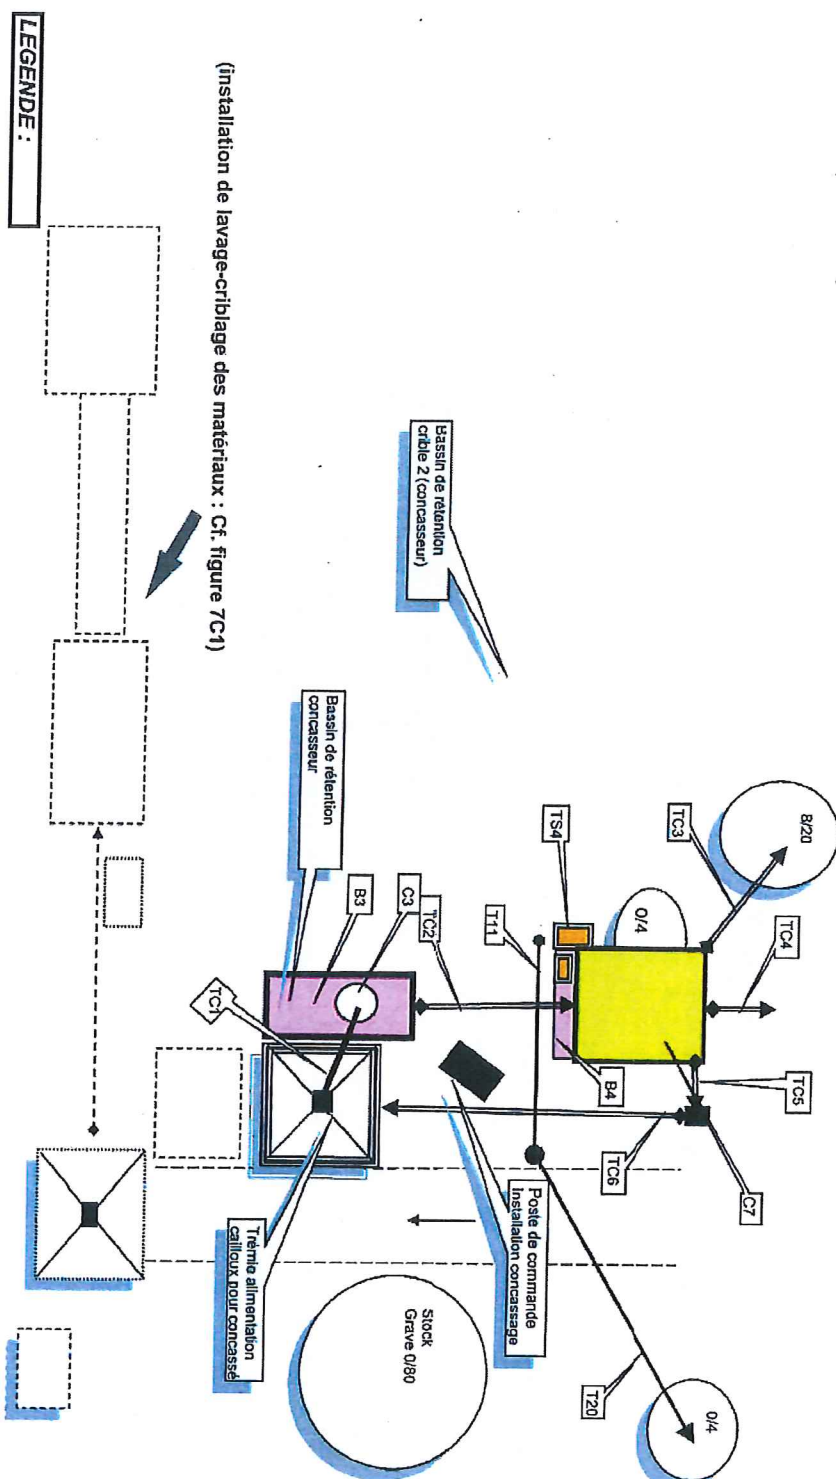 LEGENDE :
(installation de lavage-criblage des matériaux : Cf. figure 7C1)
Bassin de rétention
crible 2 (concasseur)
Bassin de rétention
concasseur
B3
C3
TC2
TC1
T11
TS4
TC3
8/20
0/4
TC4
TC5
B4
TC6
C7
Poste de commande
Installation concassage
Trémie alimentation
cailloux pour concassé
Stock
Grave 0/80
T20
0/4